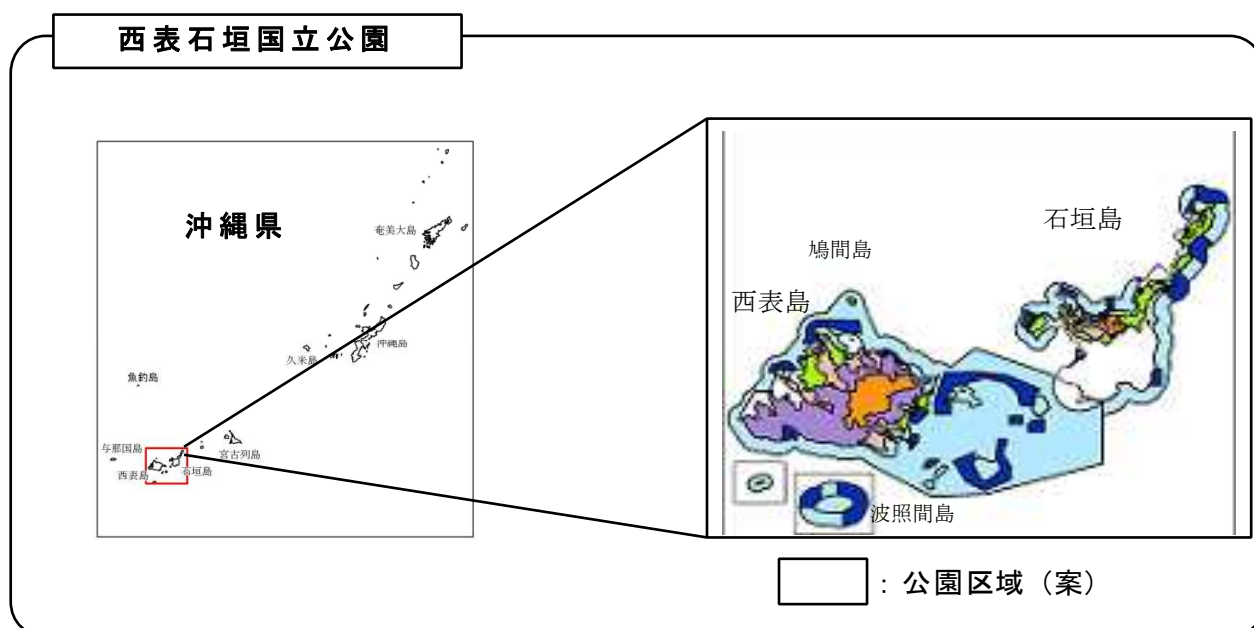 西表石垣国立公園
沖縄県
奄美大島
沖縄島
久米島
魚釣島
与那国島
宮古列島
西表島
石垣島
石垣島
鳩間島
西表島
波照間島
: 公園区域（案）